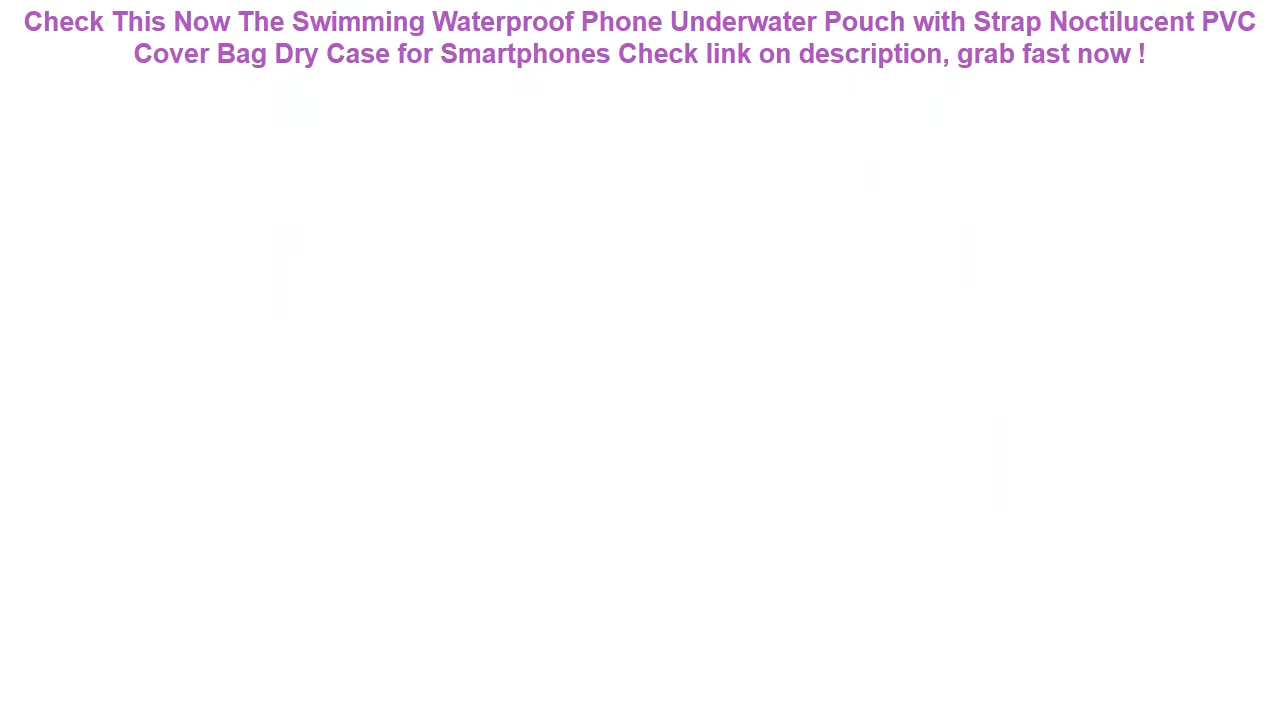 Check This Now The Swimming Waterproof Phone Underwater Pouch with Strap Noctilucent PVC
Cover Bag Dry Case for Smartphones Check link on description, grab fast now !